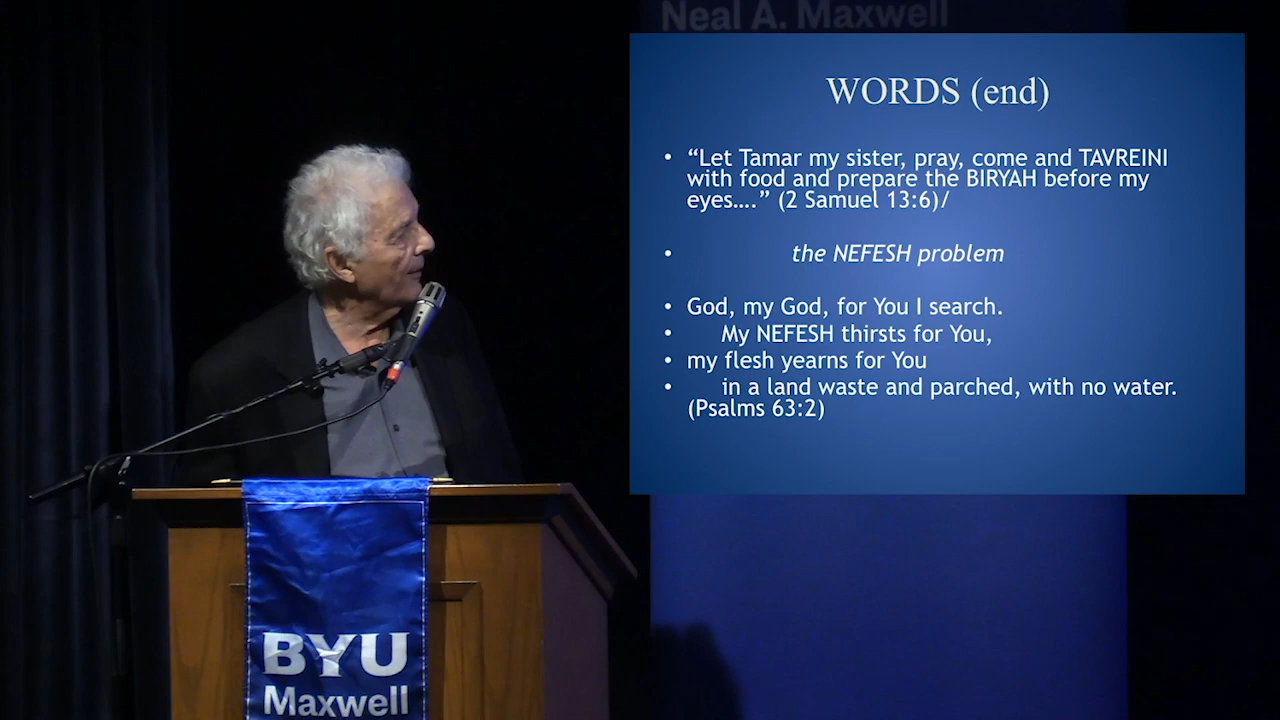 Neal A. Maxwell
WORDS (end)
• “Let Tamar my sister, pray, come and TAVREINI
with food and prepare the BIRYAH before my
eyes….” (2 Samuel 13:6)/
• the NEFESH problem
• God, my God, for You I search.
• My NEFESH thirsts for You,
• my flesh yearns for You
• in a land waste and parched, with no water.
(Psalms 63:2)
BYU
Maxwell